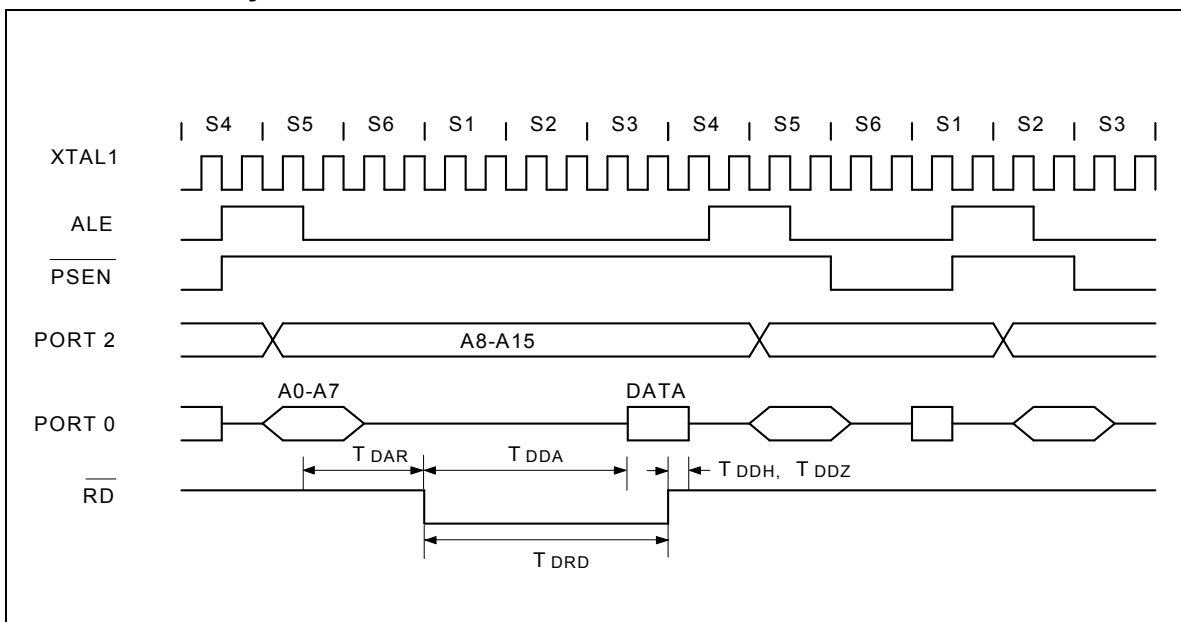 S4 S5 S6 S1 S2 S3 S4 S5 S6 S1 S2 S3
XTAL1
ALE
PSEN
PORT 2
A8-A15
A0-A7 DATA
PORT 0
T DAR T DDA T DDH, T DDZ
RD
T DRD